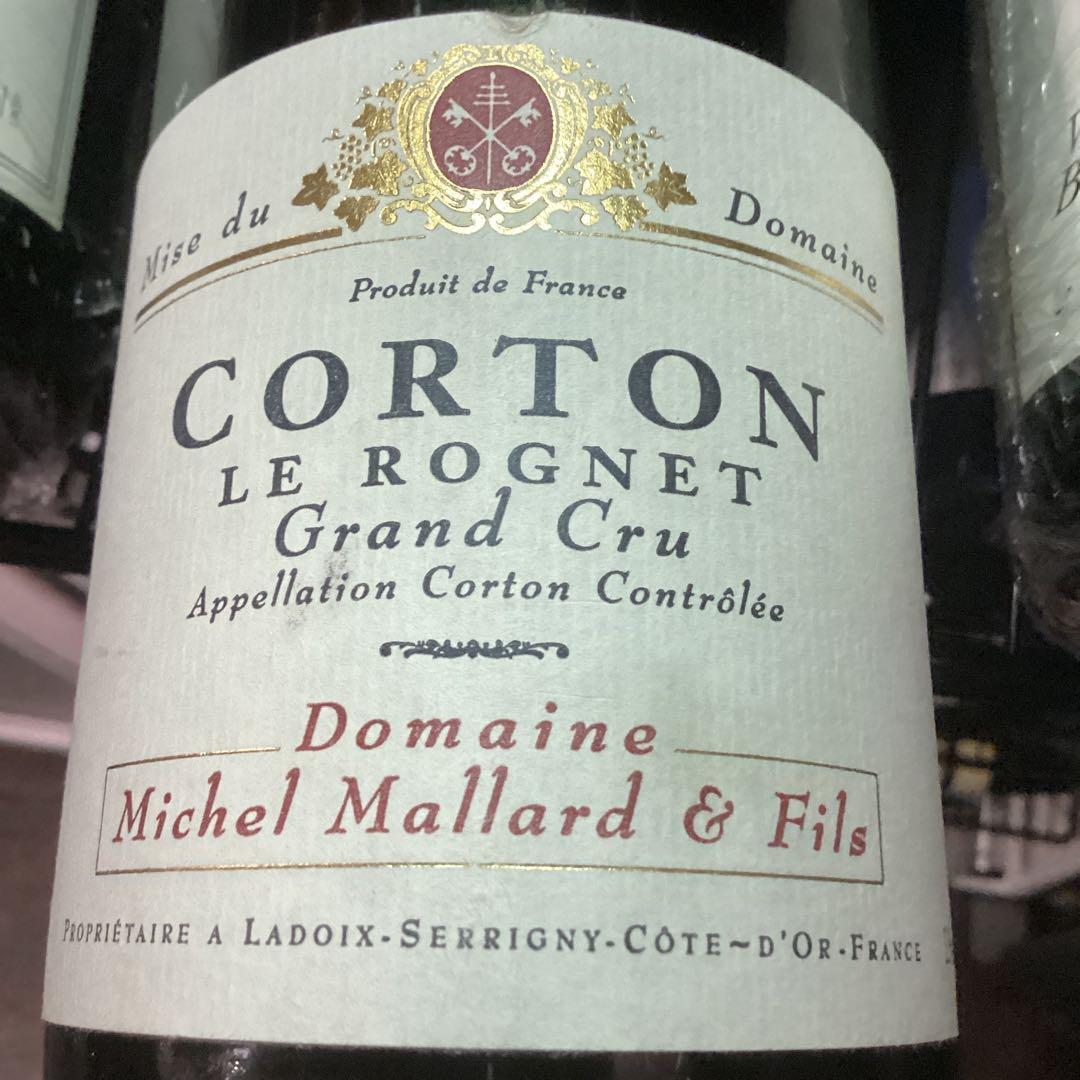 Mise du Domaine
Produit de France
CORTON
LE ROGNET
Grand Cru
Appellation Corton Contrôlée
Domaine
Michel Mallard & Fils
PROPRIÉTAIRE A LADOIX-SERRIGNY-CÔTE~D'OR-FRANCE